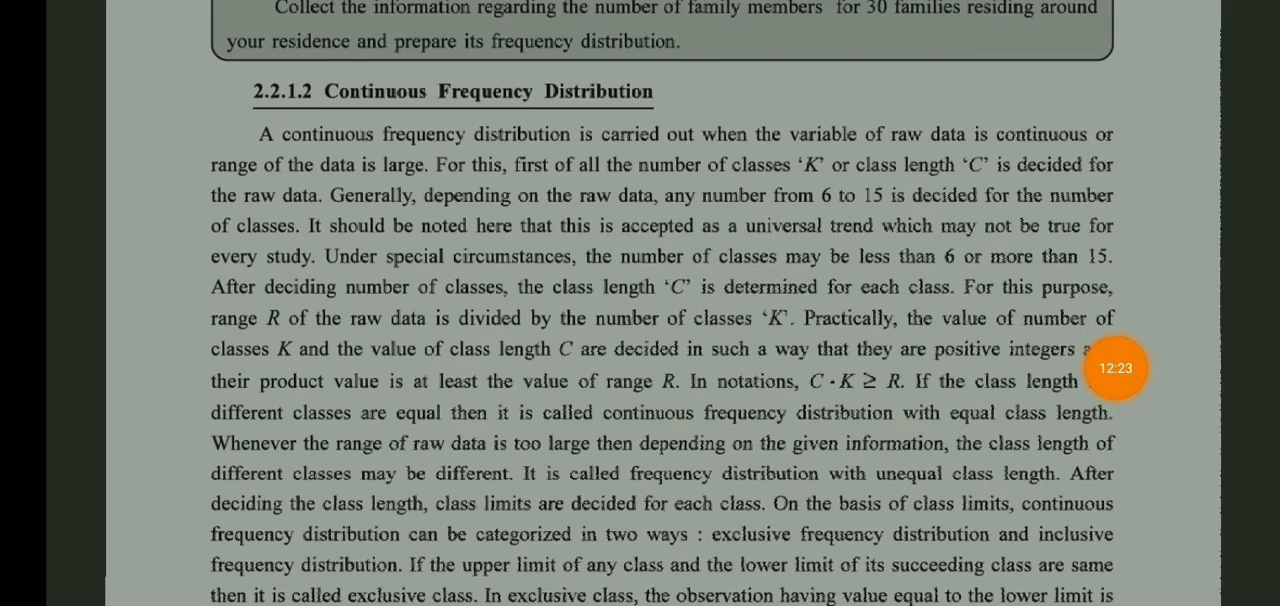 Collect the information regarding the number of family members for 30 families residing around
your residence and prepare its frequency distribution.
2.2.1.2 Continuous Frequency Distribution
A continuous frequency distribution is carried out when the variable of raw data is continuous or
range of the data is large. For this, first of all the number of classes ‘K’ or class length ‘C’ is decided for
the raw data. Generally, depending on the raw data, any number from 6 to 15 is decided for the number
of classes. It should be noted here that this is accepted as a universal trend which may not be true for
every study. Under special circumstances, the number of classes may be less than 6 or more than 15.
After deciding number of classes, the class length ‘C’ is determined for each class. For this purpose,
range R of the raw data is divided by the number of classes ‘K’. Practically, the value of number of
classes K and the value of class length C are decided in such a way that they are positive integers
their product value is at least the value of range R. In notations, C · K ≥ R. If the class length
different classes are equal then it is called continuous frequency distribution with equal class length.
Whenever the range of raw data is too large then depending on the given information, the class length of
different classes may be different. It is called frequency distribution with unequal class length. After
deciding the class length, class limits are decided for each class. On the basis of class limits, continuous
frequency distribution can be categorized in two ways : exclusive frequency distribution and inclusive
frequency distribution. If the upper limit of any class and the lower limit of its succeeding class are same
then it is called exclusive class. In exclusive class, the observation having value equal to the lower limit is
12:23